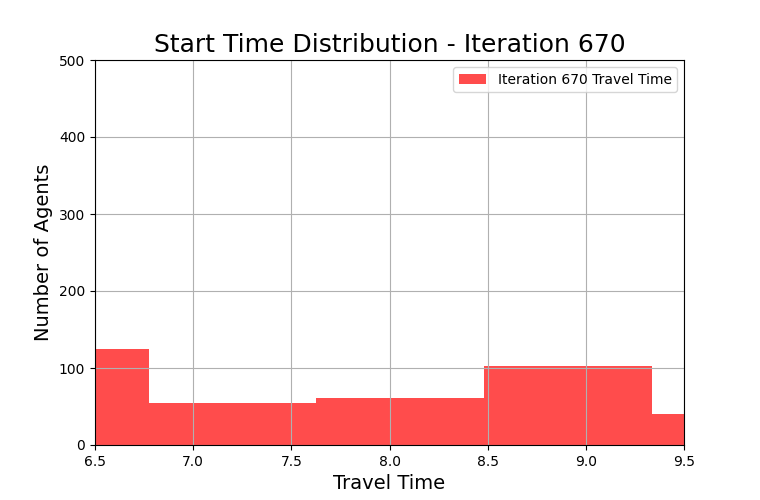 Start Time Distribution - Iteration 670
Iteration 670 Travel Time
Number of Agents
500
400
300
200
100
0
6.5 7.0 7.5 8.0 8.5 9.0 9.5
Travel Time